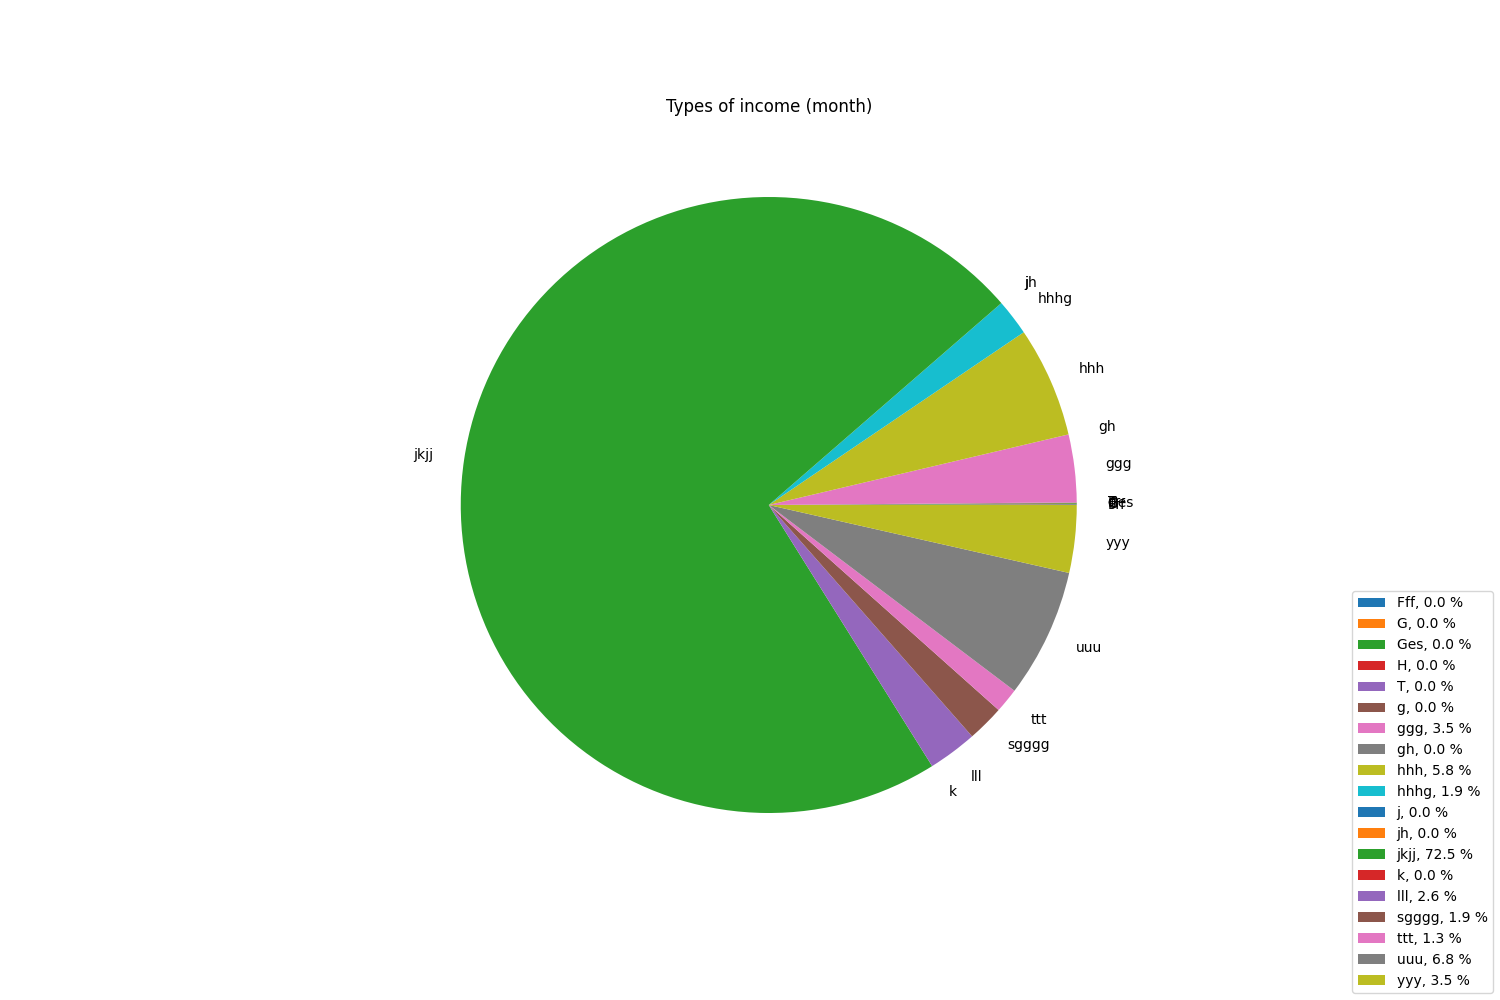 Types of income (month)
jh
hhhg
hhh
gh
ggg
Ges
yyy
uuu
ttt
sgggg
lll
k
jkjj
Fff, 0.0 %
G, 0.0 %
Ges, 0.0 %
H, 0.0 %
T, 0.0 %
g, 0.0 %
ggg, 3.5 %
gh, 0.0 %
hhh, 5.8 %
hhhg, 1.9 %
j, 0.0 %
jh, 0.0 %
jkjj, 72.5 %
k, 0.0 %
lll, 2.6 %
sgggg, 1.9 %
ttt, 1.3 %
uuu, 6.8 %
yyy, 3.5 %